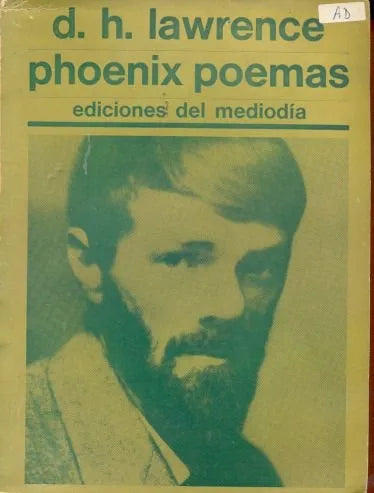 d. h. lawrence
AD
phoenix poemas
ediciones del mediodía